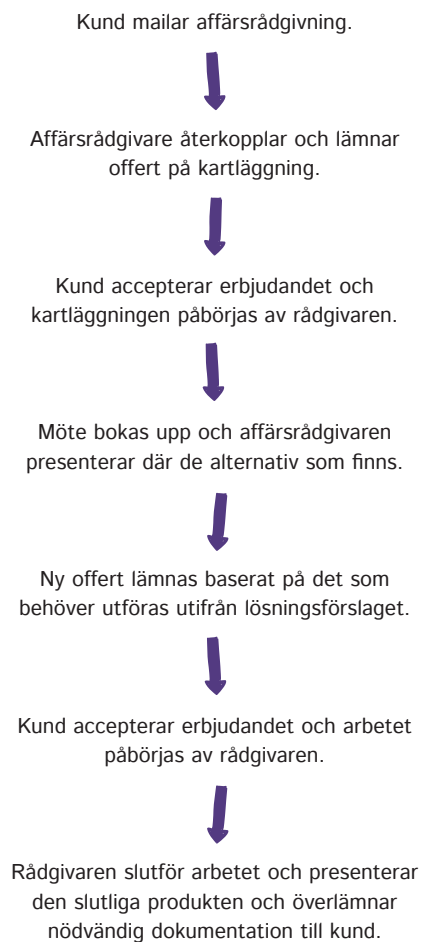 Kund mailar affärsrådgivning.
Affärsrådgivare återkopplar och lämnar
offert på kartläggning.
Kund accepterar erbjudandet och
kartläggningen påbörjas av rådgivaren.
Möte bokas upp och affärsrådgivaren
presenterar där de alternativ som finns.
Ny offert lämnas baserat på det som
behöver utföras utifrån lösningsförslaget.
Kund accepterar erbjudandet och arbetet
påbörjas av rådgivaren.
Rådgivaren slutför arbetet och presenterar
den slutliga produkten och överlämnar
nödvändig dokumentation till kund.